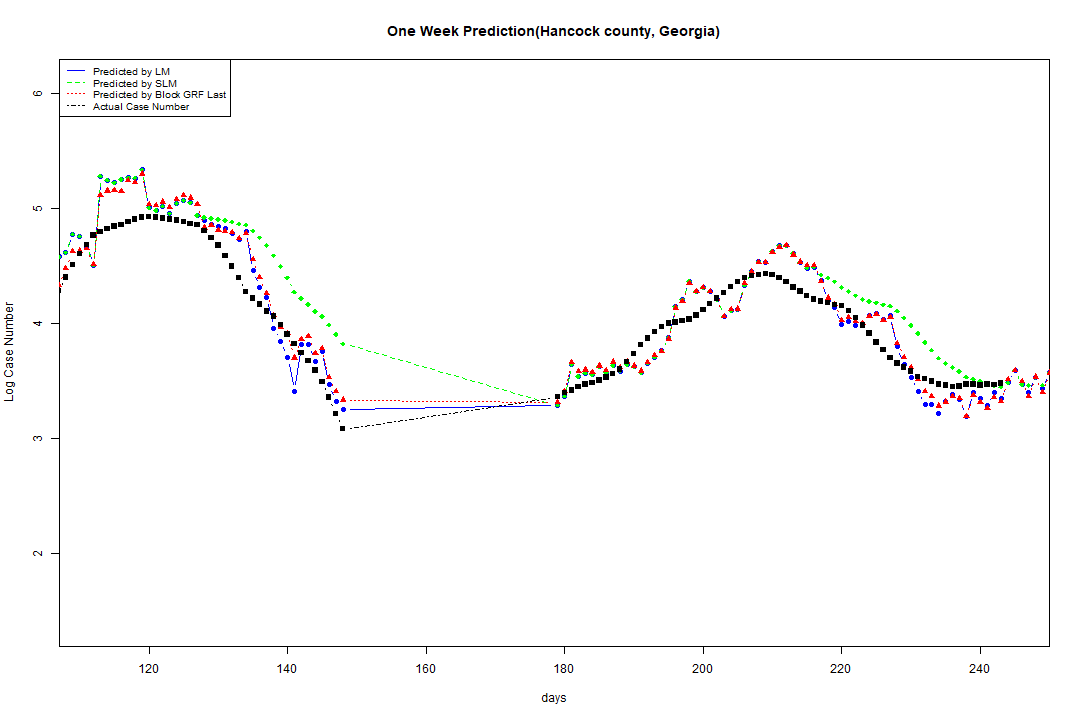 One Week Prediction(Hancock county, Georgia)
Predicted by LM
Predicted by SLM
Predicted by Block GRF Last
Actual Case Number
Log Case Number
6
5
4
3
2
120 140 160 180 200 220 240
days